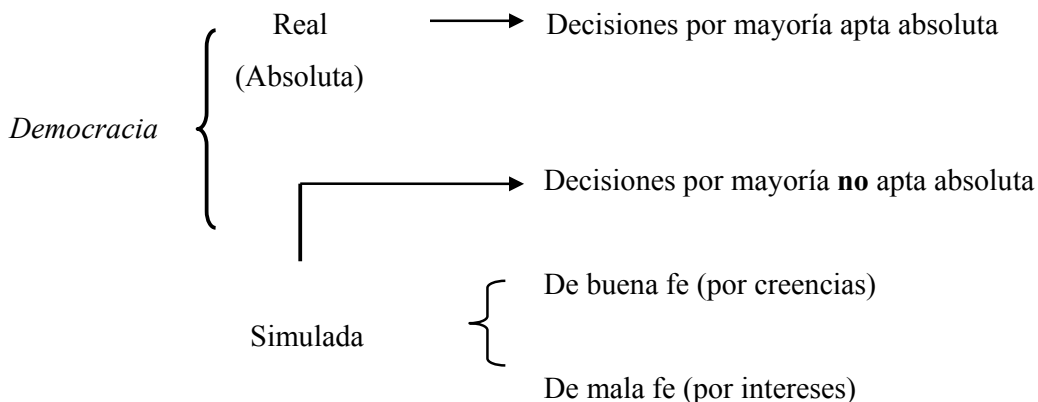 Real
Decisiones por mayoría apta absoluta
(Absoluta)
Democracia
Decisiones por mayoría no apta absoluta
De buena fe (por creencias)
Simulada
De mala fe (por intereses)